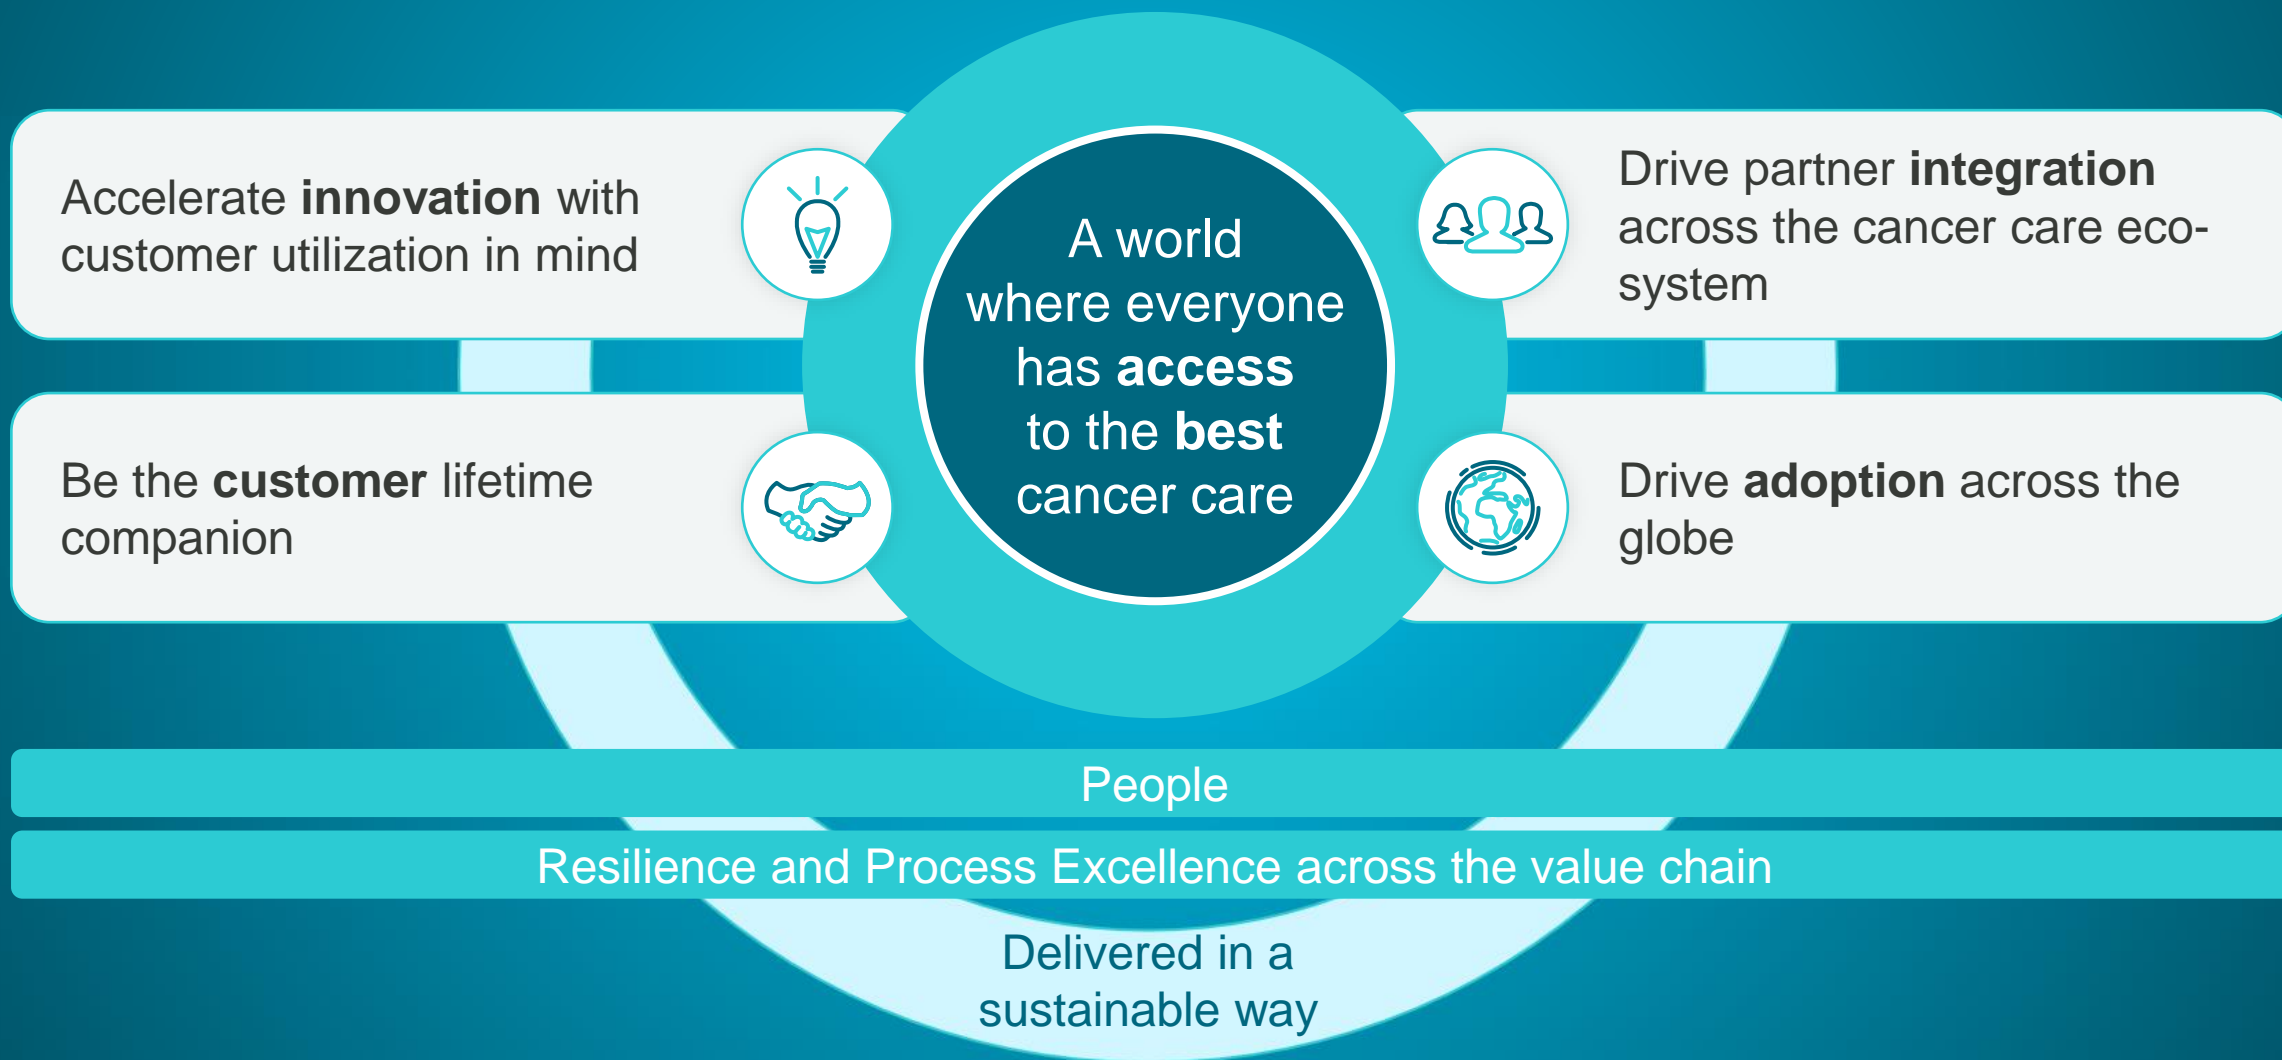 Accelerate innovation with
customer utilization in mind
Be the customer lifetime
companion
A world
where everyone
has access
to the best
cancer care
Drive partner integration
across the cancer care eco-
system
Drive adoption across the
globe
People
Resilience and Process Excellence across the value chain
Delivered in a
sustainable way